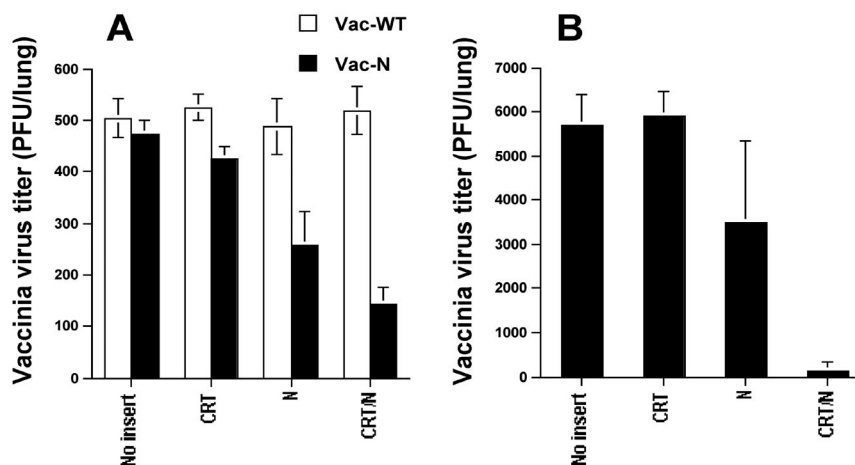 A
Vac-WT
Vac-N
Vaccinia virus titer (PFU/lung)
600
500
400
300
200
100
0
No insert
CRT
N
CRT/N
B
Vaccinia virus titer (PFU/lung)
7000
6000
5000
4000
3000
2000
1000
0
No insert
CRT
N
CRT/N